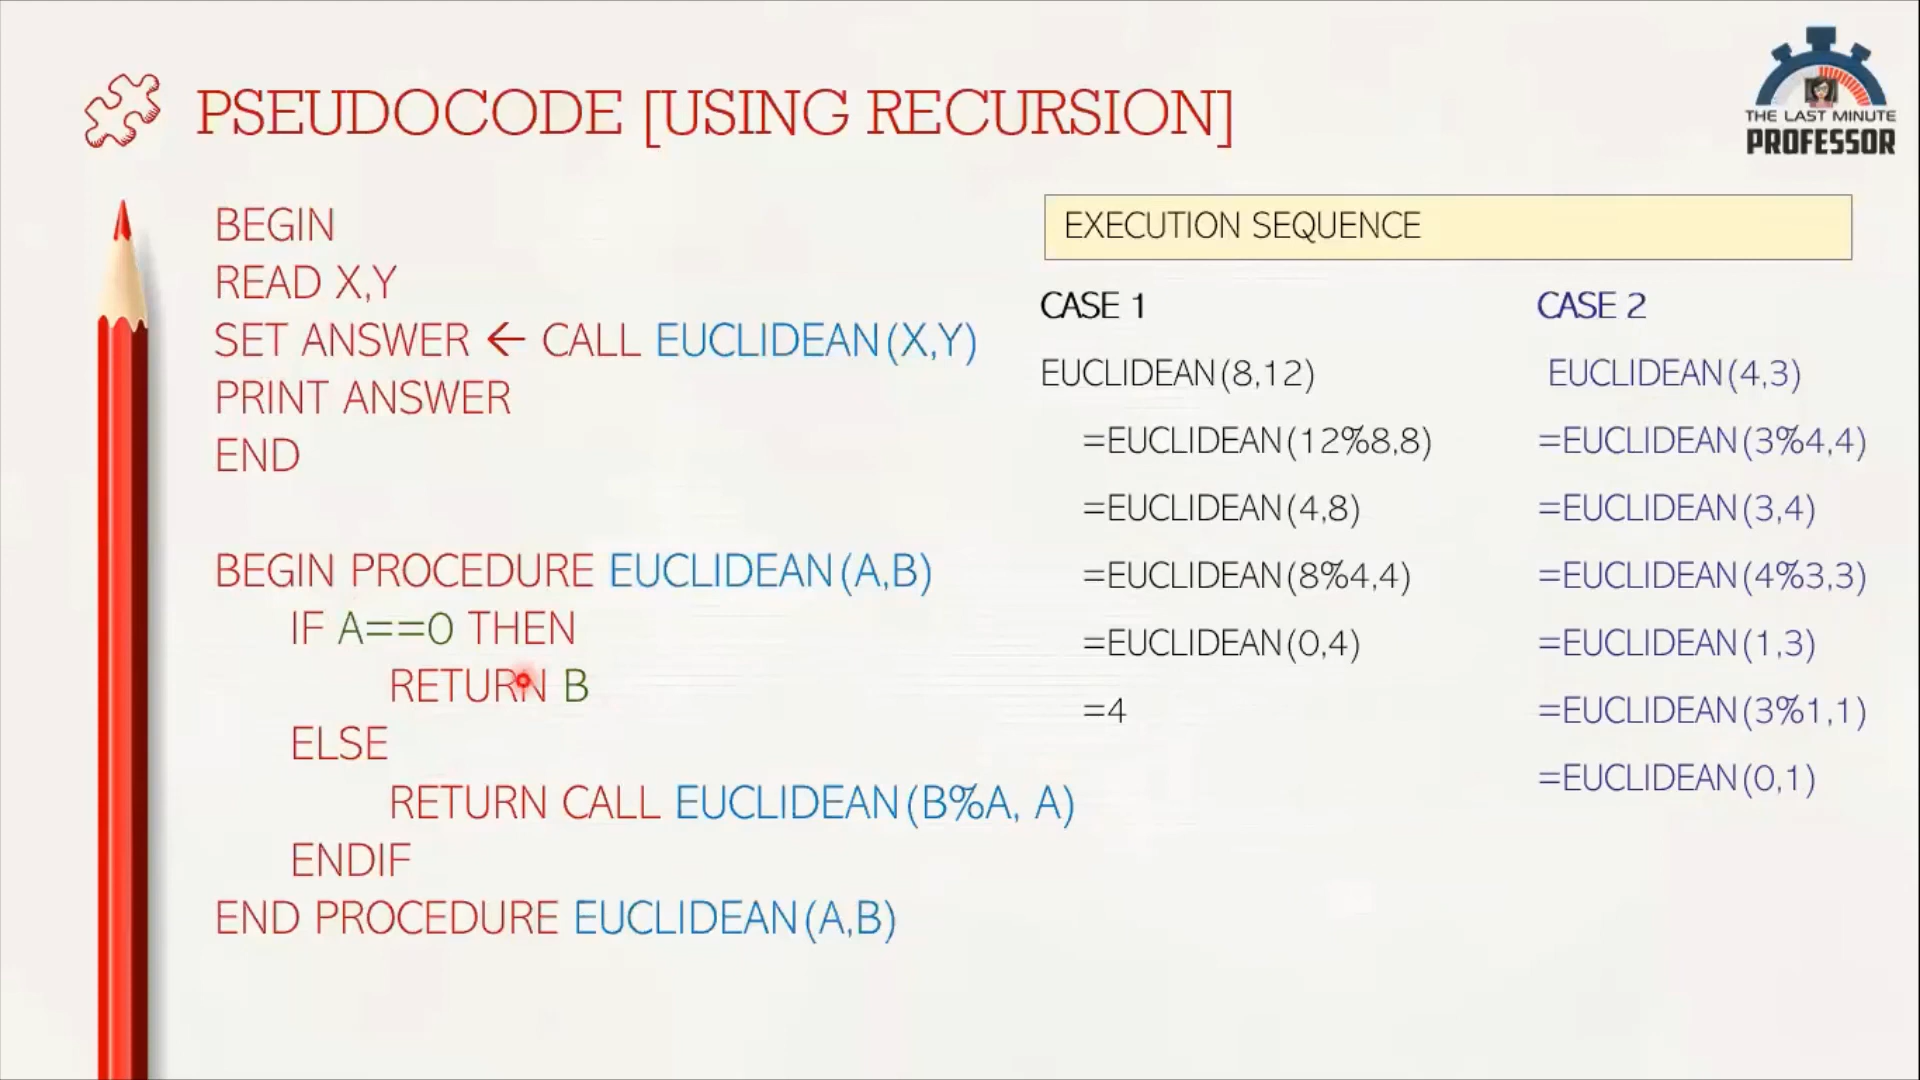 PSEUDOCODE [USING RECURSION]
THE LAST MINUTE
PROFESSOR
BEGIN
READ X,Y
SET ANSWER ← CALL EUCLIDEAN(X,Y)
PRINT ANSWER
END
BEGIN PROCEDURE EUCLIDEAN(A,B)
IF A==0 THEN
RETURN B
ELSE
RETURN CALL EUCLIDEAN(B%A, A)
ENDIF
END PROCEDURE EUCLIDEAN(A,B)
EXECUTION SEQUENCE
CASE 1
EUCLIDEAN(8,12)
=EUCLIDEAN(12%8,8)
=EUCLIDEAN(4,8)
=EUCLIDEAN(8%4,4)
=EUCLIDEAN(0,4)
=4
CASE 2
EUCLIDEAN(4,3)
=EUCLIDEAN(3%4,4)
=EUCLIDEAN(3,4)
=EUCLIDEAN(4%3,3)
=EUCLIDEAN(1,3)
=EUCLIDEAN(3%1,1)
=EUCLIDEAN(0,1)